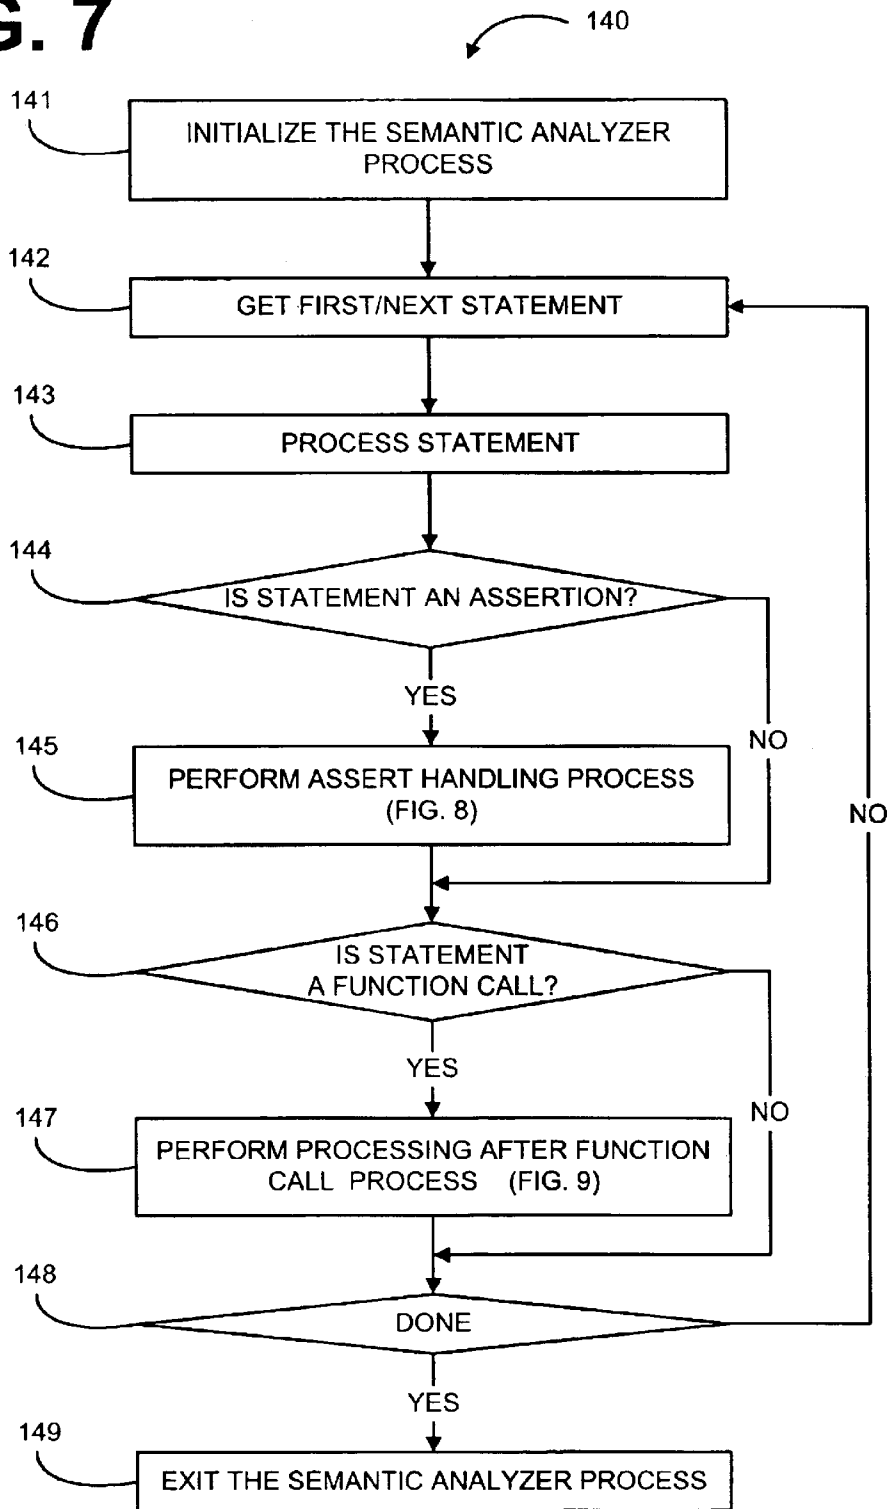 G. 7
140
141
INITIALIZE THE SEMANTIC ANALYZER
PROCESS
142
GET FIRST/NEXT STATEMENT
143
PROCESS STATEMENT
144
IS STATEMENT AN ASSERTION?
YES
NO
145
PERFORM ASSERT HANDLING PROCESS
(FIG. 8)
NO
146
IS STATEMENT
A FUNCTION CALL?
YES
NO
147
PERFORM PROCESSING AFTER FUNCTION
CALL PROCESS (FIG. 9)
148
DONE
YES
149
EXIT THE SEMANTIC ANALYZER PROCESS